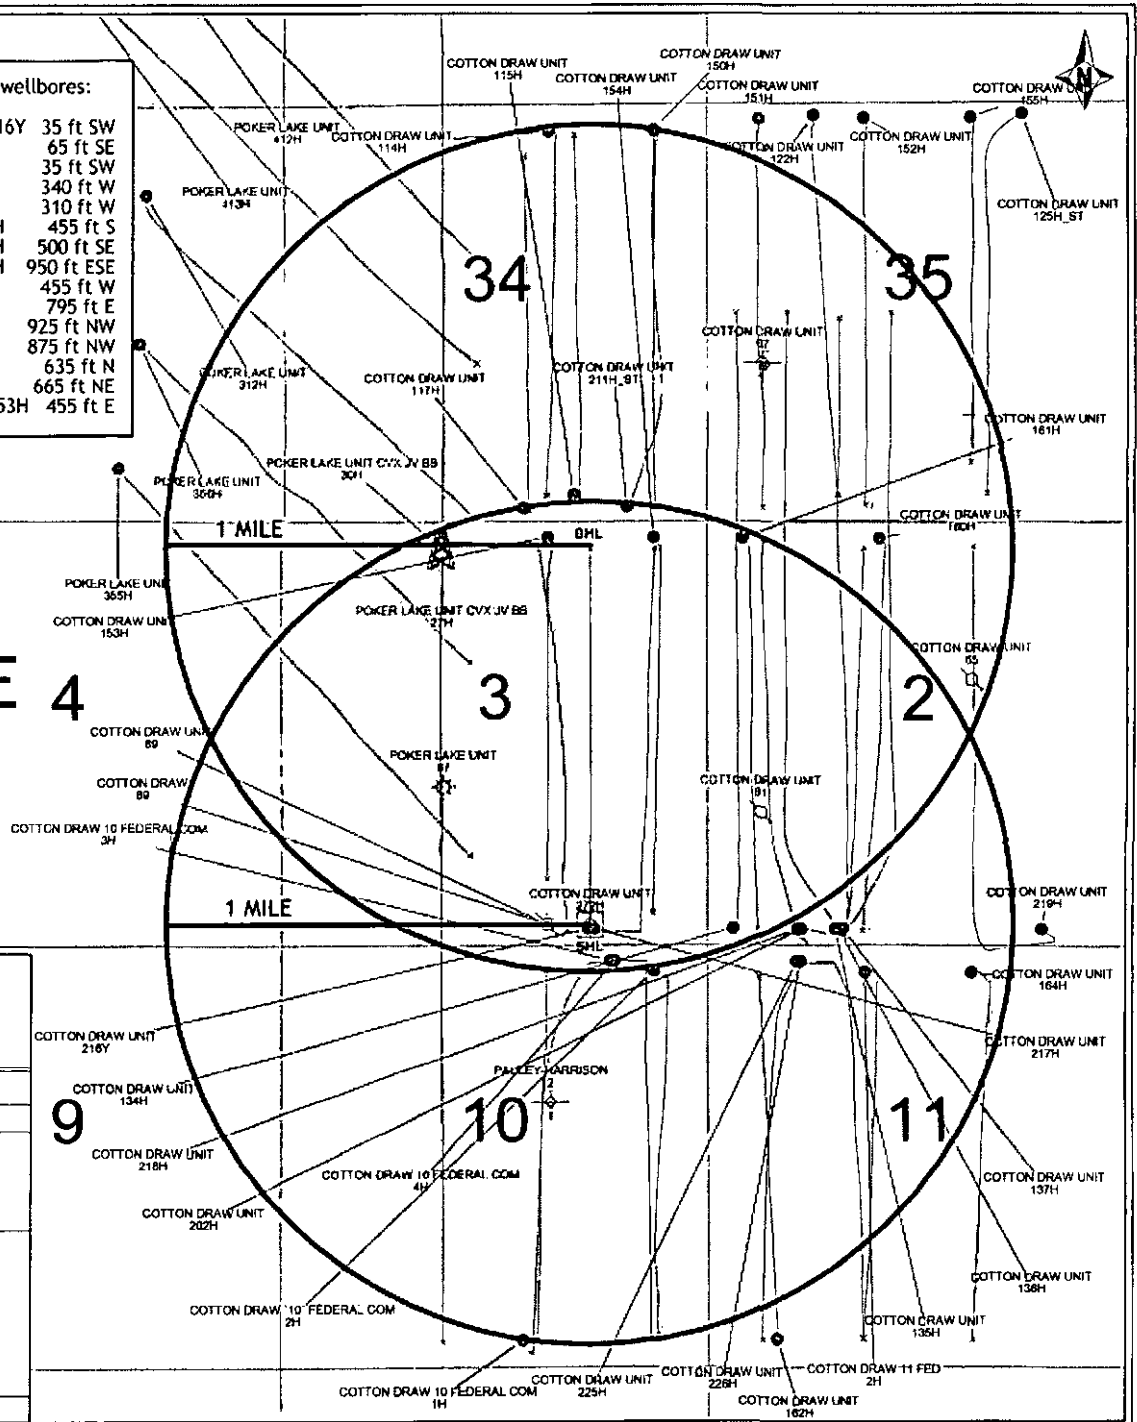 wellbores:
16Y 35 ft SW
65 ft SE
35 ft SW
340 ft W
310 ft W
H 455 ft S
H 500 ft SE
H 950 ft ESE
455 ft W
795 ft E
925 ft NW
875 ft NW
635 ft N
665 ft NE
53H 455 ft E
N
COTTON DRAW UNIT
115H
COTTON DRAW UNIT
154H
COTTON DRAW UNIT
150H
COTTON DRAW UNIT
151H
COTTON DRAW UNIT
155H
POKER LAKE UNIT
412H
COTTON DRAW UNIT
114H
COTTON DRAW UNIT
122H
COTTON DRAW UNIT
152H
POKER LAKE UNIT
413H
COTTON DRAW UNIT
125H_ST
34
35
COTTON DRAW UNIT
POKER LAKE UNIT
312H
COTTON DRAW UNIT
117H
COTTON DRAW UNIT
211H_ST
COTTON DRAW UNIT
161H
POKER LAKE UNIT CVX JV BB
30H
POKER LAKE UNIT
COTTON DRAW UNIT
1 MILE
BHL
POKER LAKE UNIT
355H
COTTON DRAW UNIT
153H
POKER LAKE UNIT CVX JV BB
27H
COTTON DRAW UNIT
65
E
4
3
2
COTTON DRAW UNIT
89
COTTON DRAW
89
POKER LAKE UNIT
COTTON DRAW UNIT
COTTON DRAW 10 FEDERAL COM
3H
COTTON DRAW UNIT
1 MILE
SHL
COTTON DRAW UNIT
219H
COTTON DRAW UNIT
164H
COTTON DRAW UNIT
216Y
COTTON DRAW UNIT
217H
PAULEY-HARRISON
2
COTTON DRAW UNIT
134H
9
10
11
COTTON DRAW UNIT
218H
COTTON DRAW 10 FEDERAL COM
4H
COTTON DRAW UNIT
137H
COTTON DRAW UNIT
202H
COTTON DRAW UNIT
136H
COTTON DRAW 10 FEDERAL COM
2H
COTTON DRAW UNIT
135H
COTTON DRAW 10 FEDERAL COM
1H
COTTON DRAW UNIT
225H
COTTON DRAW UNIT
226H
COTTON DRAW 11 FED
2H
COTTON DRAW UNIT
162H